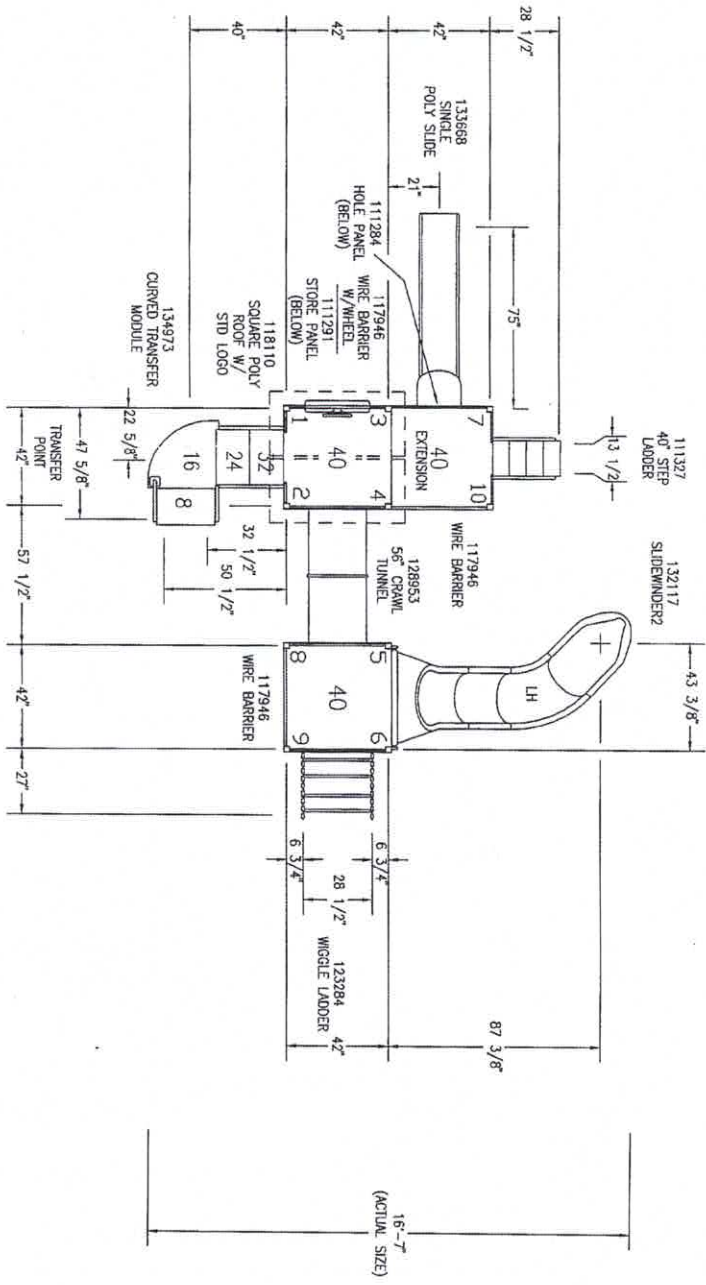 28 1/2"
42"
42"
40"
133668
SINGLE
POLY SLIDE
21"
111284
HOLE PANEL
(BELOW)
75"
117946
WIRE BARRIER
W/WHEEL
111291
STORE PANEL
(BELOW)
118110
SQUARE POLY
ROOF W/
STD LOGO
134973
CURVED TRANSFER
MODULE
111327
40" STEP
LADDER
13 1/2"
7
10
40
EXTENSION
3
4
40
1
2
32
24
16
8
22 5/8"
47 5/8"
TRANSFER
POINT
42"
32 1/2"
50 1/2"
57 1/2"
117946
WIRE BARRIER
128953
56" CRAWL
TUNNEL
132117
SLIDEWINDER2
43 3/8"
LH
5
6
40
8
9
117946
WIRE BARRIER
42"
27"
6 3/4"
28 1/2"
6 3/4"
123284
WIGGLE LADDER
42"
87 3/8"
16'-7"
(ACTUAL SIZE)